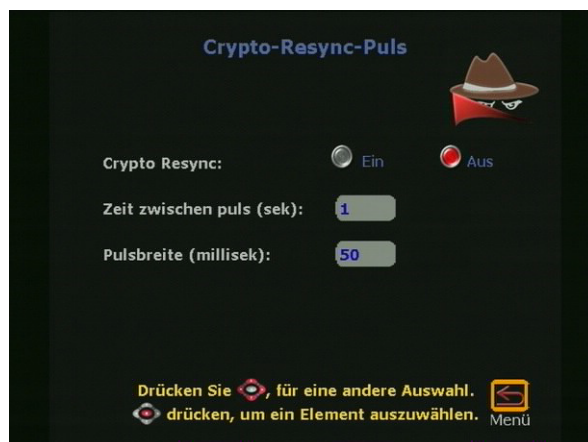 Crypto-Resync-Puls
Crypto Resync: Ein Aus
Zeit zwischen puls (sek): 1
Pulsbreite (millisek): 50
Drücken Sie , für eine andere Auswahl.
drücken, um ein Element auszuwählen.
Menü